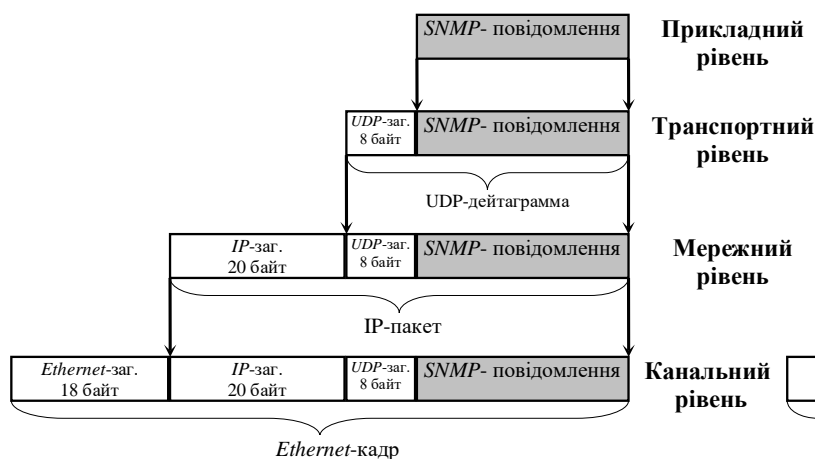 SNMP- повідомлення
Прикладний
рівень
UDP-заг.
8 байт
SNMP- повідомлення
Транспортний
рівень
UDP-дейтаграмма
IP-заг.
20 байт
UDP-заг.
8 байт
SNMP- повідомлення
Мережний
рівень
IP-пакет
Ethernet-заг.
18 байт
IP-заг.
20 байт
UDP-заг.
8 байт
SNMP- повідомлення
Канальний
рівень
Ethernet-кадр